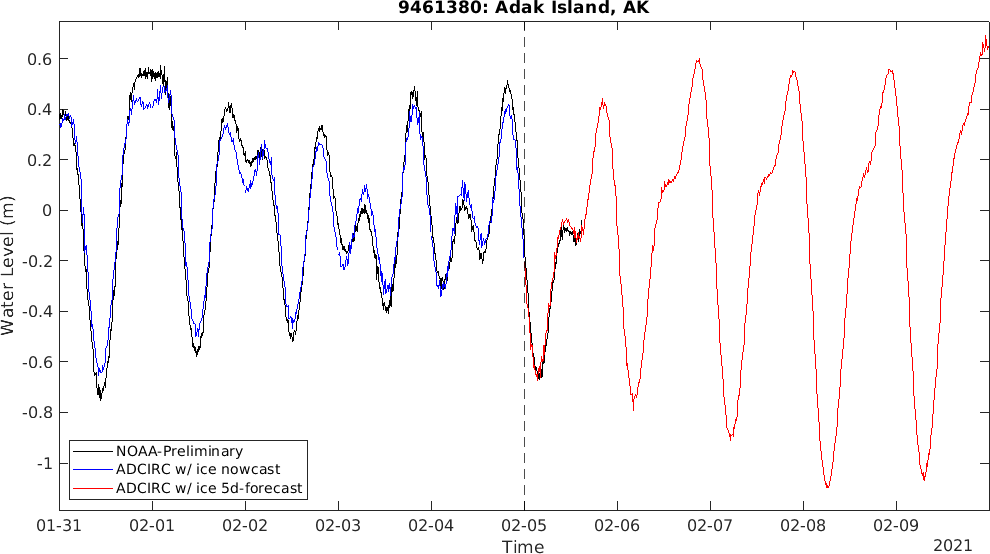 9461380: Adak Island, AK
Water Level (m)
0.6
0.4
0.2
0
-0.2
-0.4
-0.6
-0.8
-1
NOAA-Preliminary
ADCIRC w/ ice nowcast
ADCIRC w/ ice 5d-forecast
01-31 02-01 02-02 02-03 02-04 02-05 02-06 02-07 02-08 02-09
Time
2021